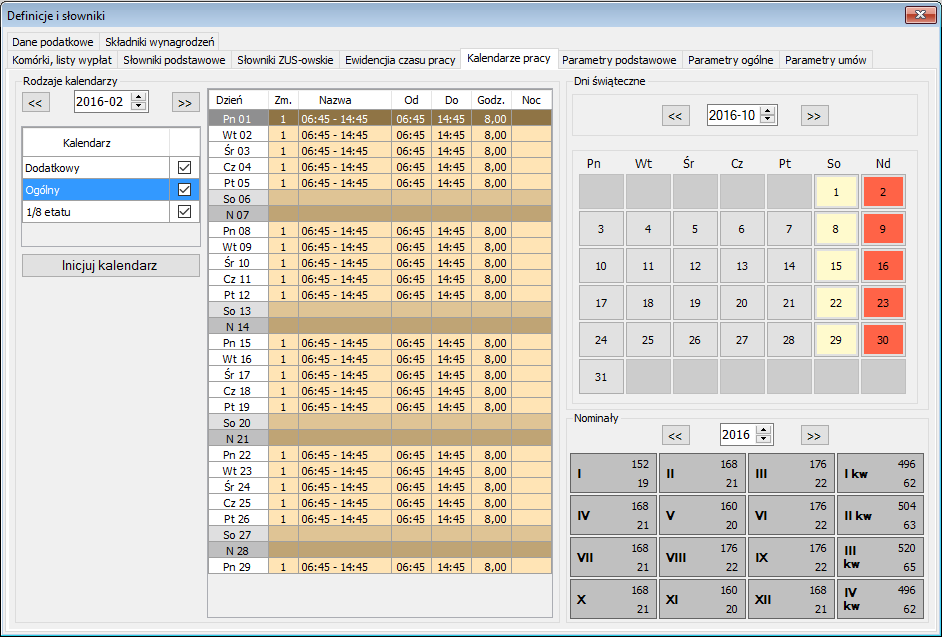 Definicje i słowniki
Dane podatkowe Składniki wynagrodzeń
Komórki, listy wypłat Słowniki podstawowe Słowniki ZUS-owskie Ewidencja czasu pracy Kalendarze pracy Parametry podstawowe Parametry ogólne Parametry umów
Rodzaje kalendarzy
<< 2016-02 >>
Kalendarz
Dodatkowy
Ogólny
1/8 etatu
Inicjuj kalendarz
Dzień Zm. Nazwa Od Do Godz. Noc
Pn 01 1 06:45 - 14:45 06:45 14:45 8,00
Wt 02 1 06:45 - 14:45 06:45 14:45 8,00
Śr 03 1 06:45 - 14:45 06:45 14:45 8,00
Cz 04 1 06:45 - 14:45 06:45 14:45 8,00
Pt 05 1 06:45 - 14:45 06:45 14:45 8,00
So 06
N 07
Pn 08 1 06:45 - 14:45 06:45 14:45 8,00
Wt 09 1 06:45 - 14:45 06:45 14:45 8,00
Śr 10 1 06:45 - 14:45 06:45 14:45 8,00
Cz 11 1 06:45 - 14:45 06:45 14:45 8,00
Pt 12 1 06:45 - 14:45 06:45 14:45 8,00
So 13
N 14
Pn 15 1 06:45 - 14:45 06:45 14:45 8,00
Wt 16 1 06:45 - 14:45 06:45 14:45 8,00
Śr 17 1 06:45 - 14:45 06:45 14:45 8,00
Cz 18 1 06:45 - 14:45 06:45 14:45 8,00
Pt 19 1 06:45 - 14:45 06:45 14:45 8,00
So 20
N 21
Pn 22 1 06:45 - 14:45 06:45 14:45 8,00
Wt 23 1 06:45 - 14:45 06:45 14:45 8,00
Śr 24 1 06:45 - 14:45 06:45 14:45 8,00
Cz 25 1 06:45 - 14:45 06:45 14:45 8,00
Pt 26 1 06:45 - 14:45 06:45 14:45 8,00
So 27
N 28
Pn 29 1 06:45 - 14:45 06:45 14:45 8,00
Dni świąteczne
<< 2016-10 >>
Pn Wt Śr Cz Pt So Nd
1 2
3 4 5 6 7 8 9
10 11 12 13 14 15 16
17 18 19 20 21 22 23
24 25 26 27 28 29 30
31
Nominały
<< 2016 >>
I 152 19 II 168 21 III 176 22 I kw 496 62
IV 168 21 V 160 20 VI 176 22 II kw 504 63
VII 168 21 VIII 176 22 IX 176 22 III kw 520 65
X 168 21 XI 160 20 XII 168 21 IV kw 496 62